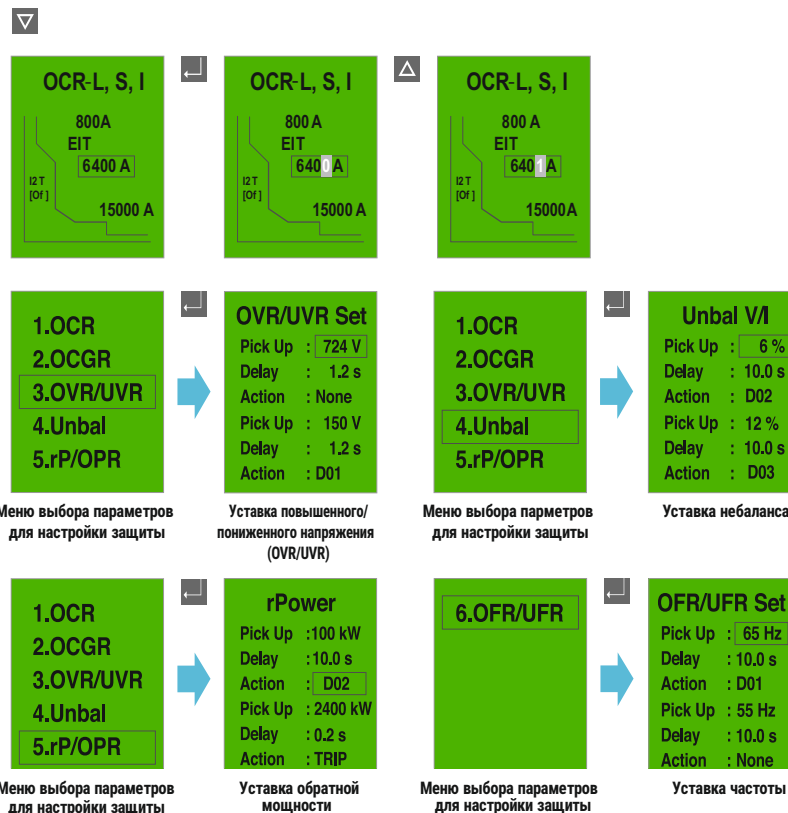 OCR-L, S, I
800A
EIT
6400 A
I2 T
[Of ]
15000 A
OCR-L, S, I
800 A
EIT
6400 A
I2 T
[Of ]
15000 A
OCR-L, S, I
800 A
EIT
6401 A
I2 T
[Of ]
15000A
1.OCR
2.OCGR
3.OVR/UVR
4.Unbal
5.rP/OPR
Меню выбора параметров
для настройки защиты
OVR/UVR Set
Pick Up : 724 V
Delay : 1.2 s
Action : None
Pick Up : 150 V
Delay : 1.2 s
Action : D01
Уставка повышенного/
пониженного напряжения
(OVR/UVR)
1.OCR
2.OCGR
3.OVR/UVR
4.Unbal
5.rP/OPR
Меню выбора парметров
для настройки защиты
Unbal V/I
Pick Up : 6 %
Delay : 10.0 s
Action : D02
Pick Up : 12 %
Delay : 10.0 s
Action : D03
Уставка небаланса
1.OCR
2.OCGR
3.OVR/UVR
4.Unbal
5.rP/OPR
Меню выбора параметров
для настройки защиты
rPower
Pick Up :100 kW
Delay :10.0 s
Action : D02
Pick Up : 2400 kW
Delay : 0.2 s
Action : TRIP
Уставка обратной
мощности
6.OFR/UFR
Меню выбора параметров
для настройки защиты
OFR/UFR Set
Pick Up : 65 Hz
Delay : 10.0 s
Action : D01
Pick Up : 55 Hz
Delay : 10.0 s
Action : None
Уставка частоты